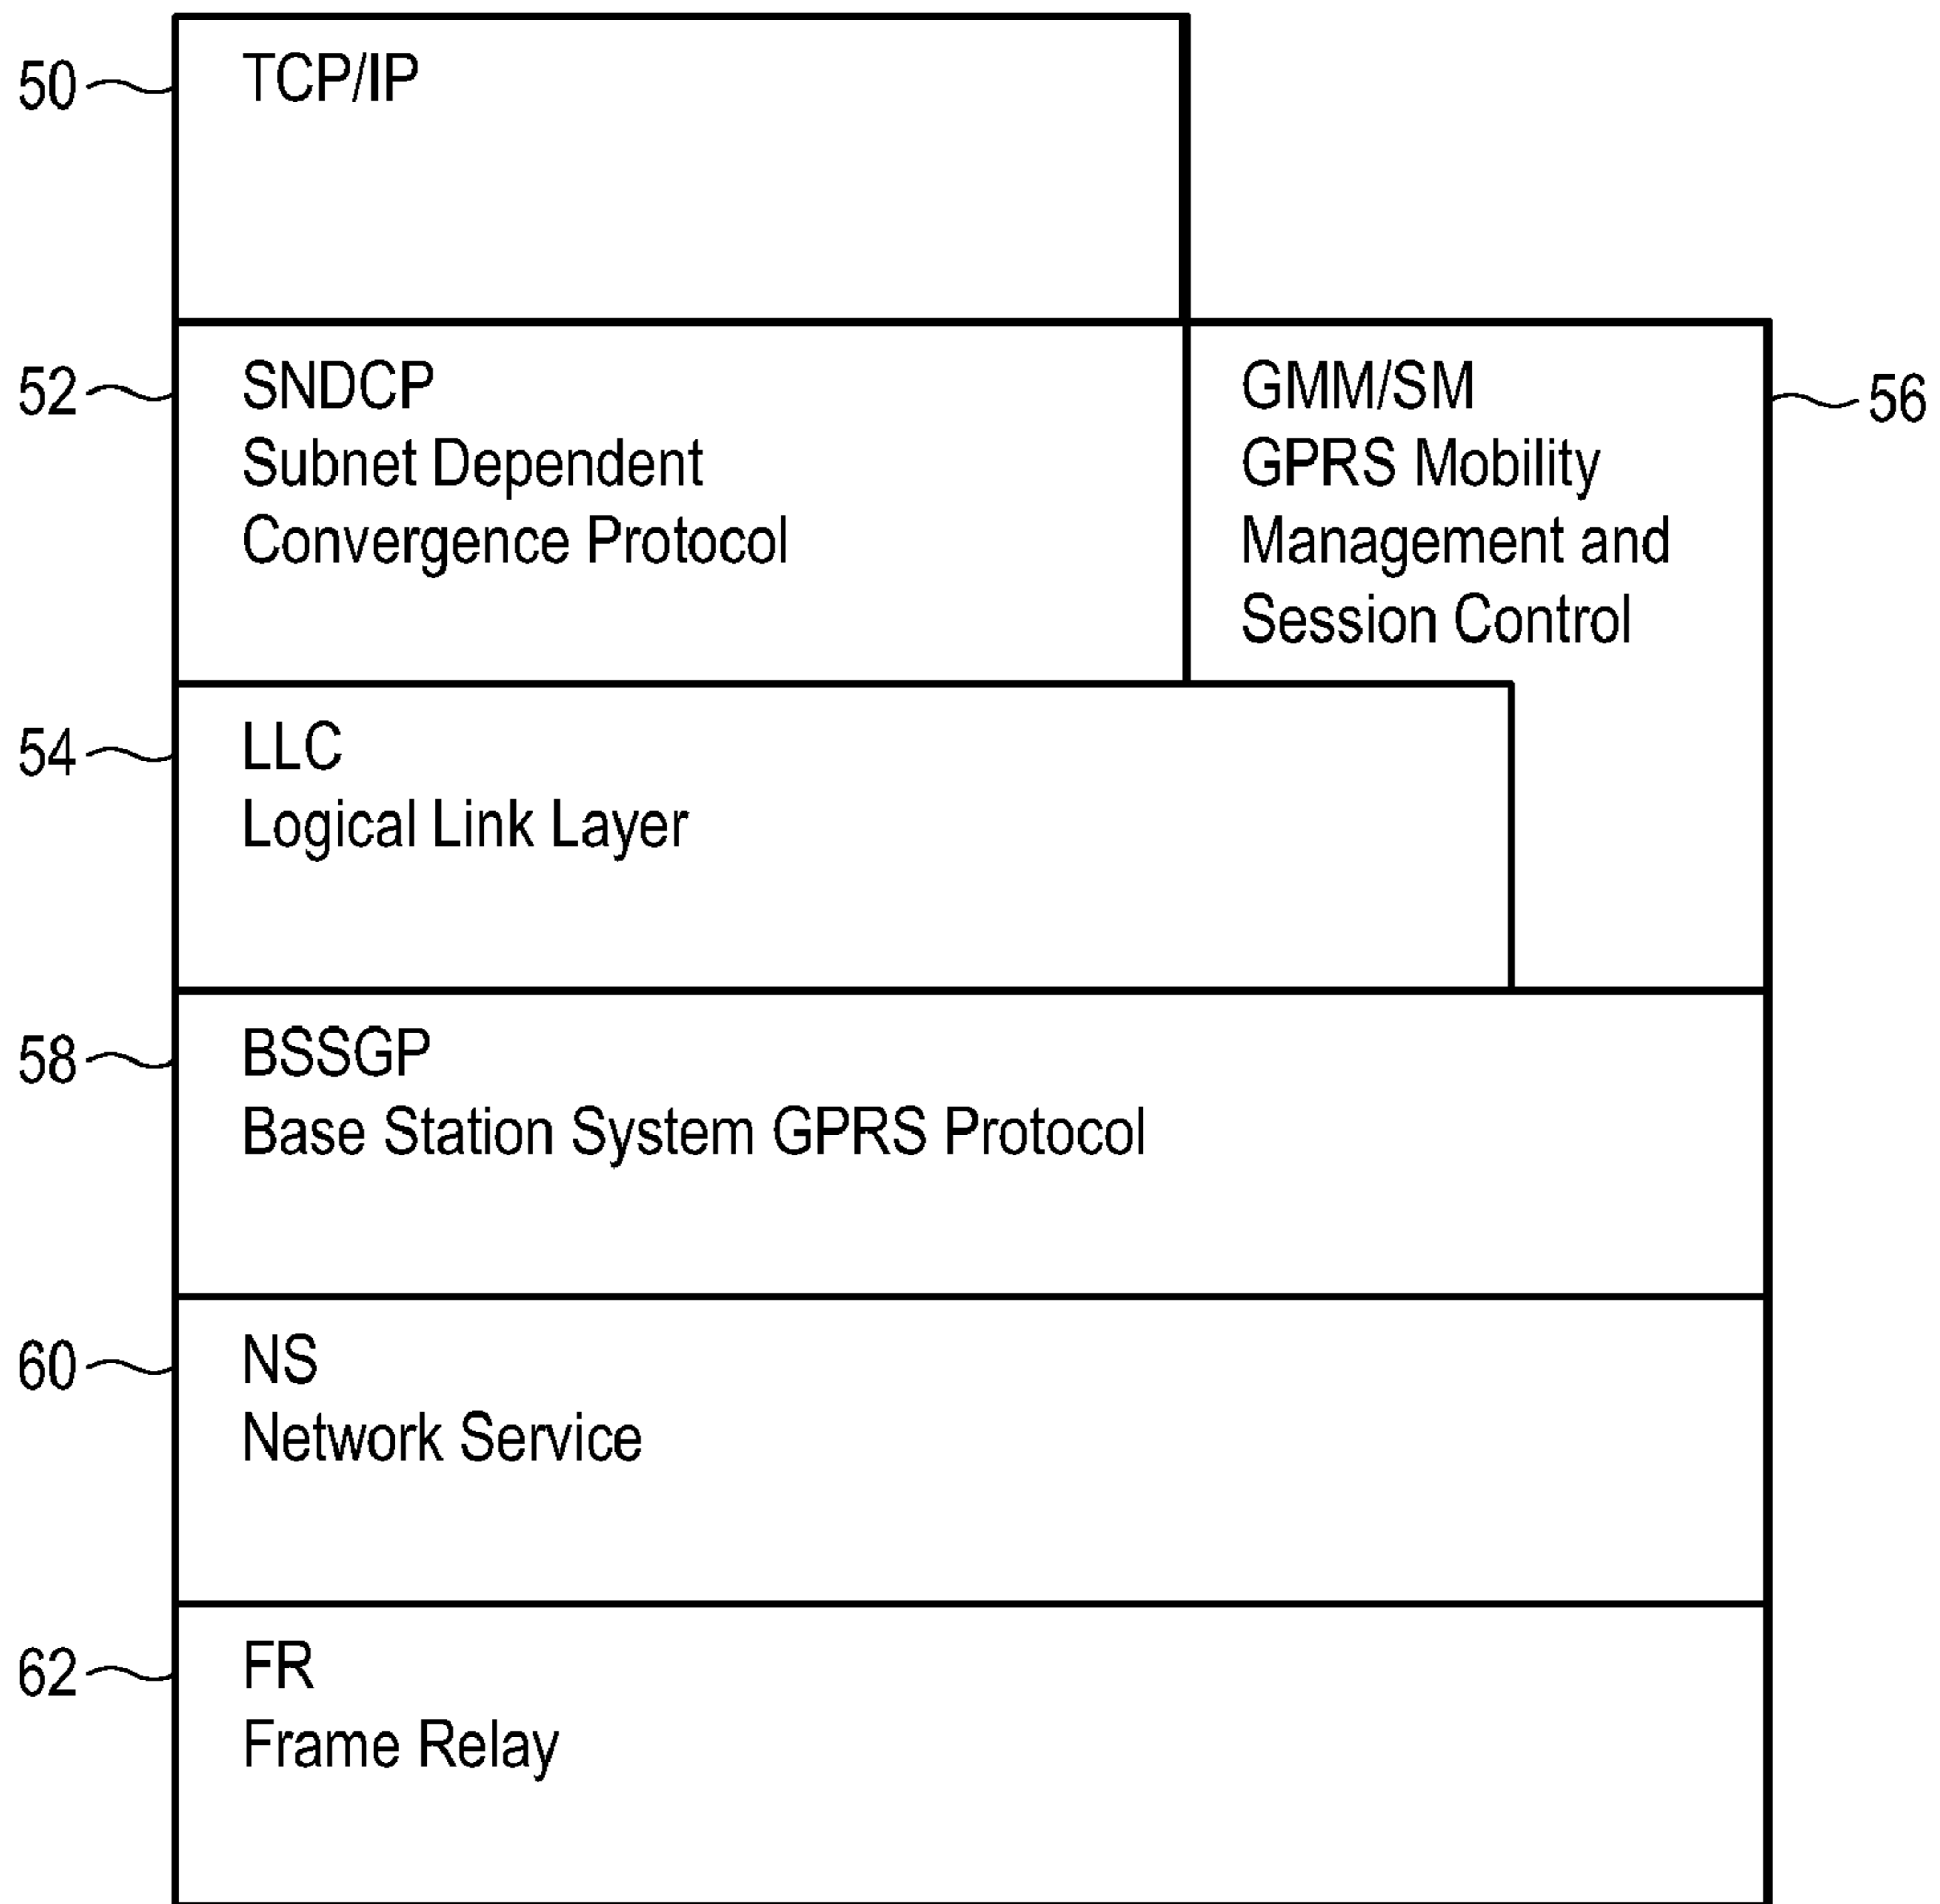 50
TCP/IP
52
SNDCP
Subnet Dependent
Convergence Protocol
GMM/SM
GPRS Mobility
Management and
Session Control
56
54
LLC
Logical Link Layer
58
BSSGP
Base Station System GPRS Protocol
60
NS
Network Service
62
FR
Frame Relay